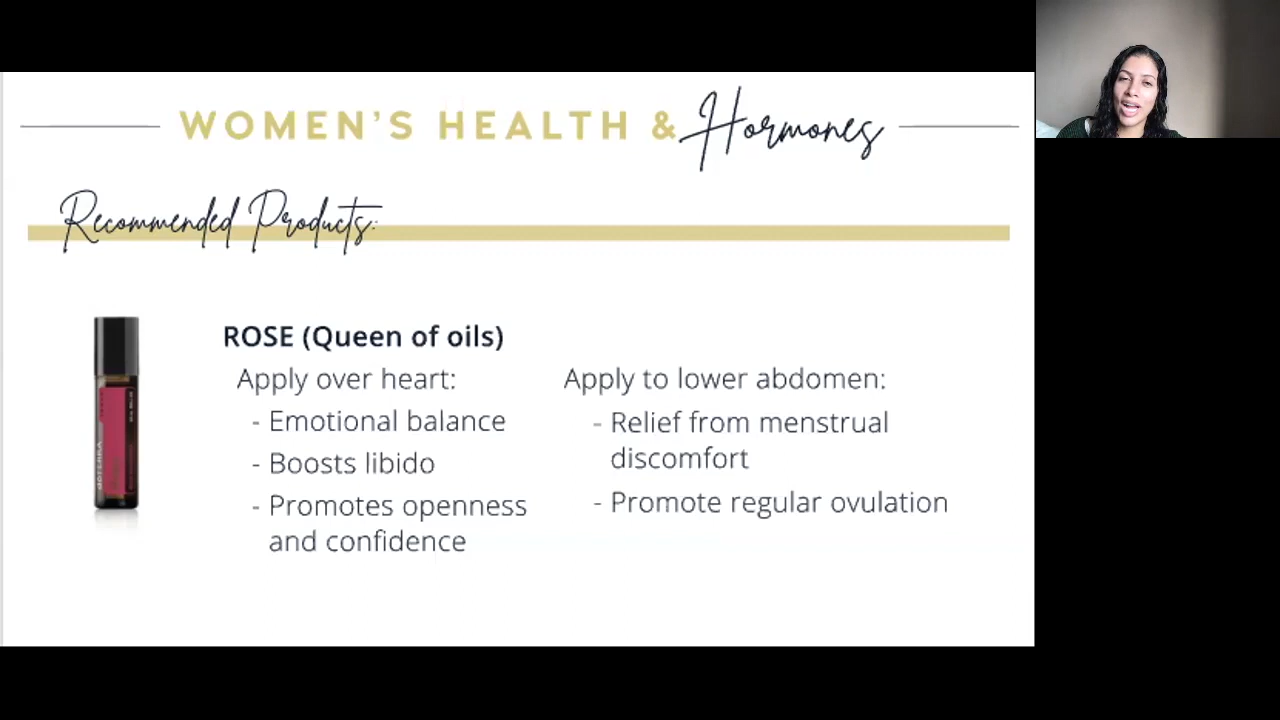 WOMEN'S HEALTH & Hormones
Recommended Products:
ROSE (Queen of oils)
Apply over heart:
- Emotional balance
- Boosts libido
- Promotes openness
and confidence
Apply to lower abdomen:
- Relief from menstrual
discomfort
- Promote regular ovulation
dōTERRA